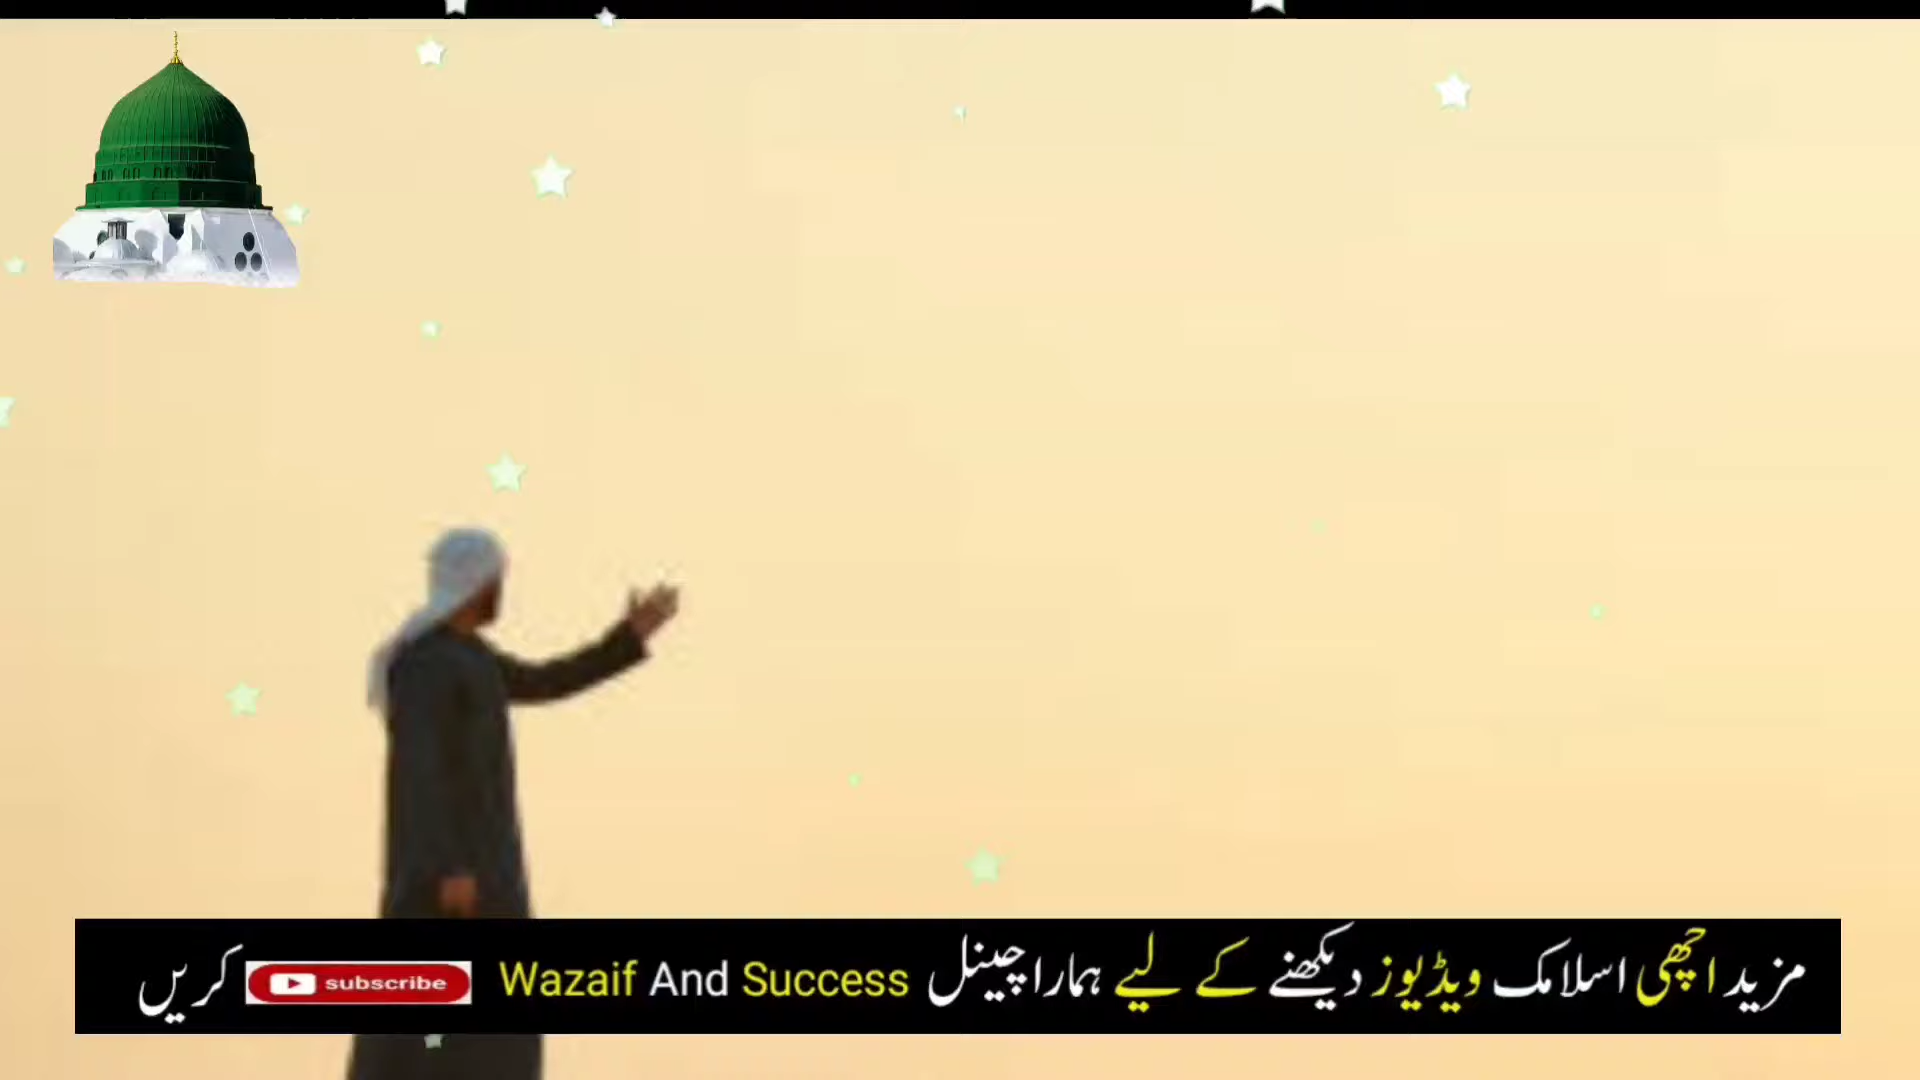 مزید اچھی اسلامک ویڈیوز دیکھنے کے لیے ہمارا چینل Wazaif And Success subscribe کریں